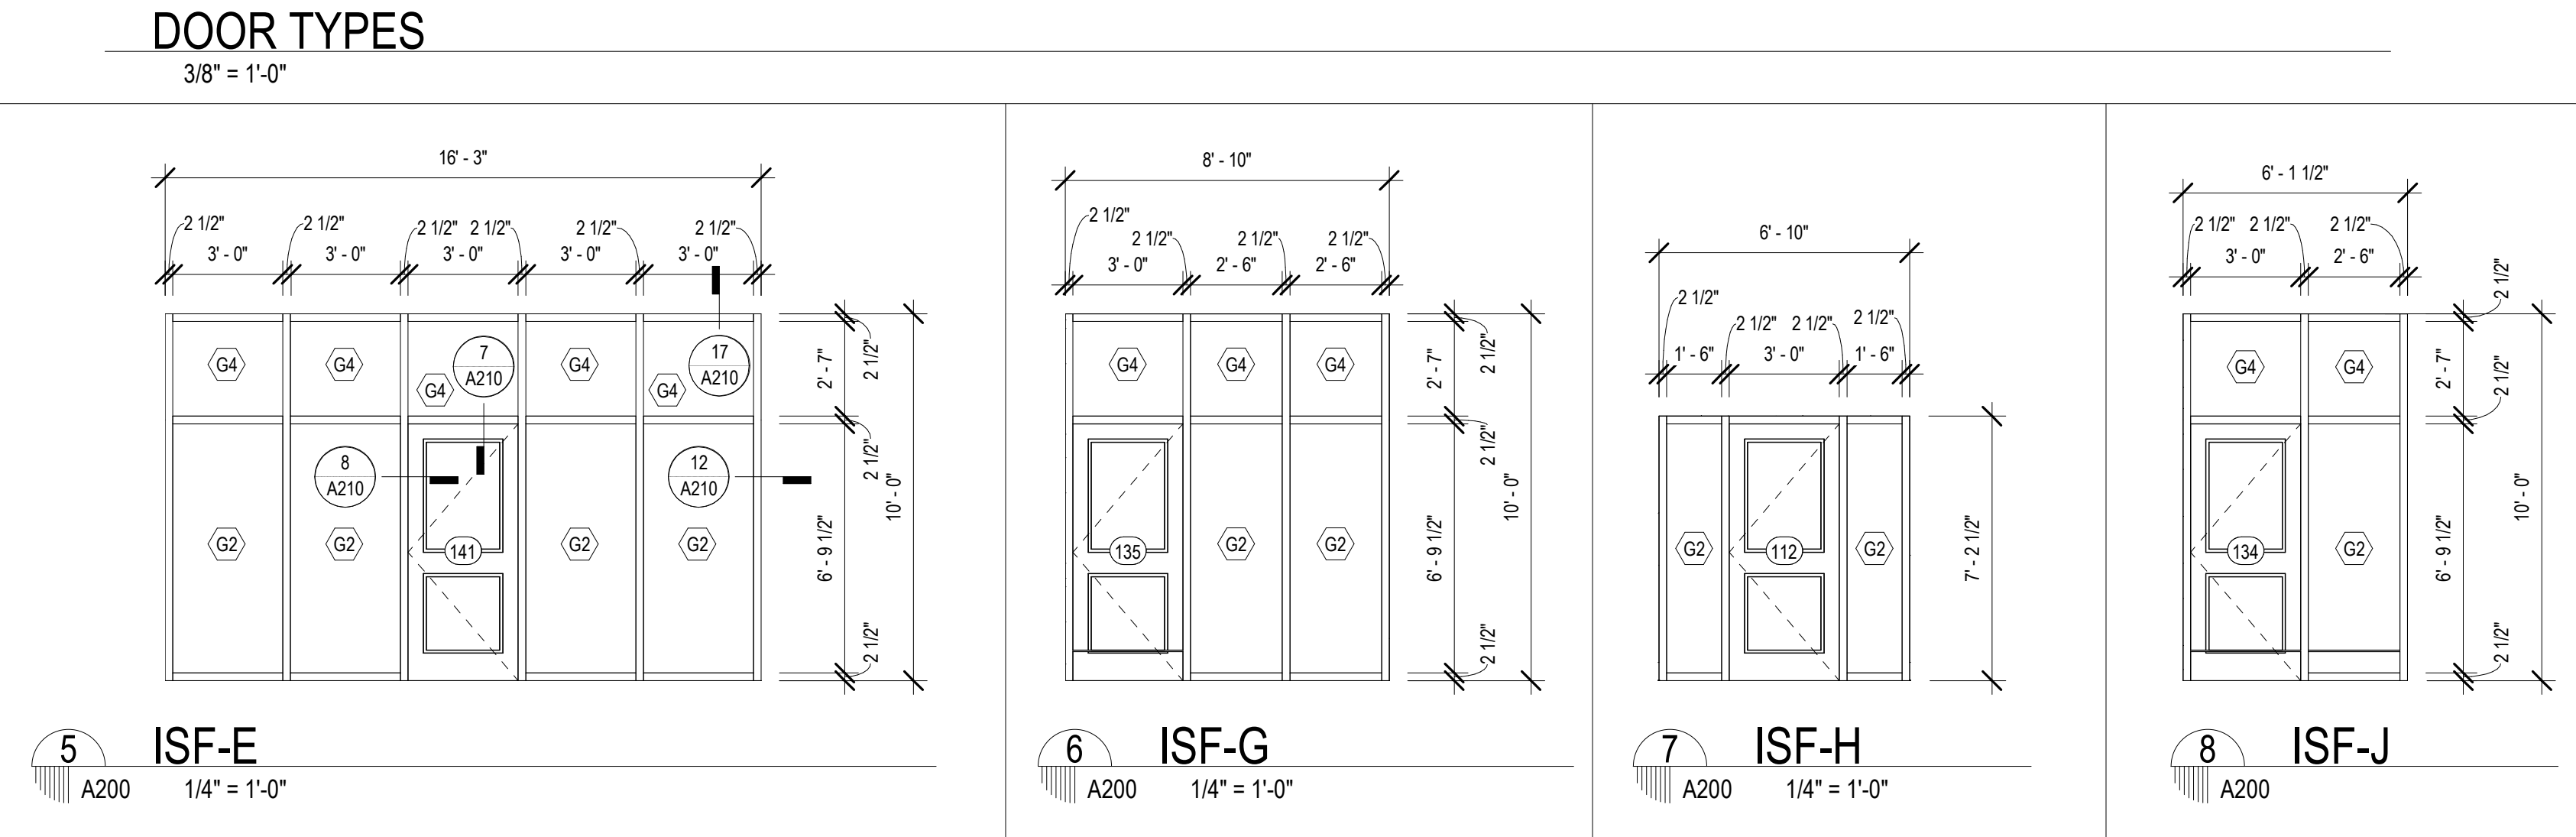 DOOR TYPES
3/8" = 1'-0"
16' - 3"
2 1/2" 2 1/2" 2 1/2" 2 1/2" 2 1/2" 2 1/2"
3' - 0" 3' - 0" 3' - 0" 3' - 0" 3' - 0"
G4 G4 G4 G4 G4
7
A210
17
A210
8
A210
12
A210
G2 G2 141 G2 G2
2 1/2"
2' - 7"
2 1/2"
6' - 9 1/2"
2 1/2"
10' - 0"
5 ISF-E
A200 1/4" = 1'-0"
8' - 10"
2 1/2"
2 1/2" 2 1/2" 2 1/2"
3' - 0" 2' - 6" 2' - 6"
G4 G4 G4
135 G2 G2
2 1/2"
2' - 7"
2 1/2"
6' - 9 1/2"
2 1/2"
10' - 0"
6 ISF-G
A200 1/4" = 1'-0"
6' - 10"
2 1/2"
2 1/2" 2 1/2" 2 1/2"
1' - 6" 3' - 0" 1' - 6"
G2 112 G2
7' - 2 1/2"
7 ISF-H
A200 1/4" = 1'-0"
6' - 1 1/2"
2 1/2" 2 1/2" 2 1/2"
3' - 0" 2' - 6"
G4 G4
134 G2
2 1/2"
2' - 7"
2 1/2"
6' - 9 1/2"
2 1/2"
10' - 0"
8 ISF-J
A200